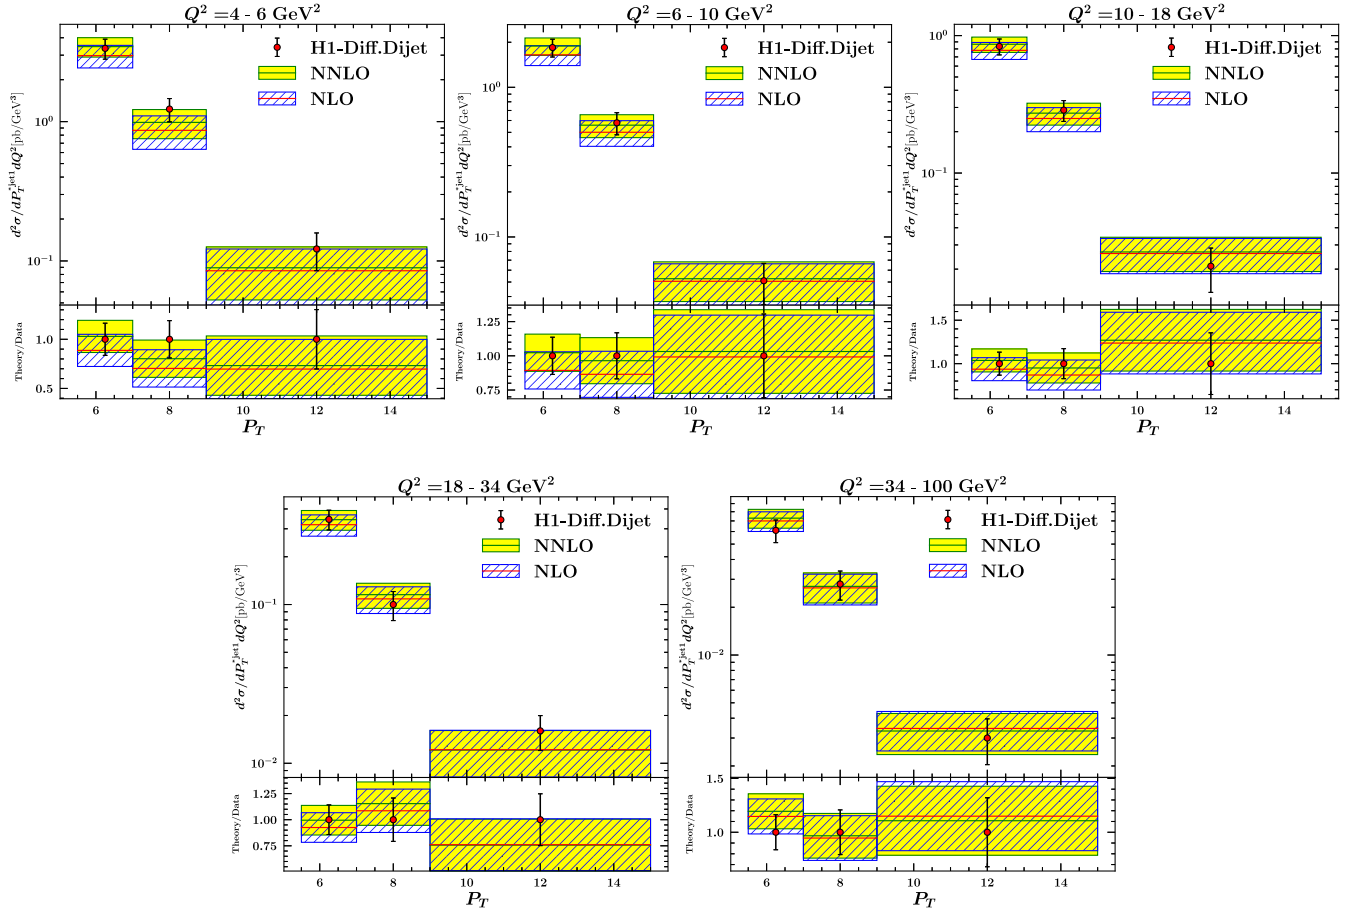 Q² =4 - 6 GeV²
H1-Diff.Dijet
NNLO
NLO
d²σ/dP_T^{*jet1}dQ²[pb/GeV³]
10⁰
10⁻¹
Theory/Data
1.0
0.5
6 8 10 12 14
P_T
Q² =6 - 10 GeV²
H1-Diff.Dijet
NNLO
NLO
d²σ/dP_T^{*jet1}dQ²[pb/GeV³]
10⁰
10⁻¹
Theory/Data
1.25
1.00
0.75
6 8 10 12 14
P_T
Q² =10 - 18 GeV²
H1-Diff.Dijet
NNLO
NLO
d²σ/dP_T^{*jet1}dQ²[pb/GeV³]
10⁰
10⁻¹
Theory/Data
1.5
1.0
6 8 10 12 14
P_T
Q² =18 - 34 GeV²
H1-Diff.Dijet
NNLO
NLO
d²σ/dP_T^{*jet1}dQ²[pb/GeV³]
10⁻¹
10⁻²
Theory/Data
1.25
1.00
0.75
6 8 10 12 14
P_T
Q² =34 - 100 GeV²
H1-Diff.Dijet
NNLO
NLO
d²σ/dP_T^{*jet1}dQ²[pb/GeV³]
10⁻²
Theory/Data
1.5
1.0
6 8 10 12 14
P_T